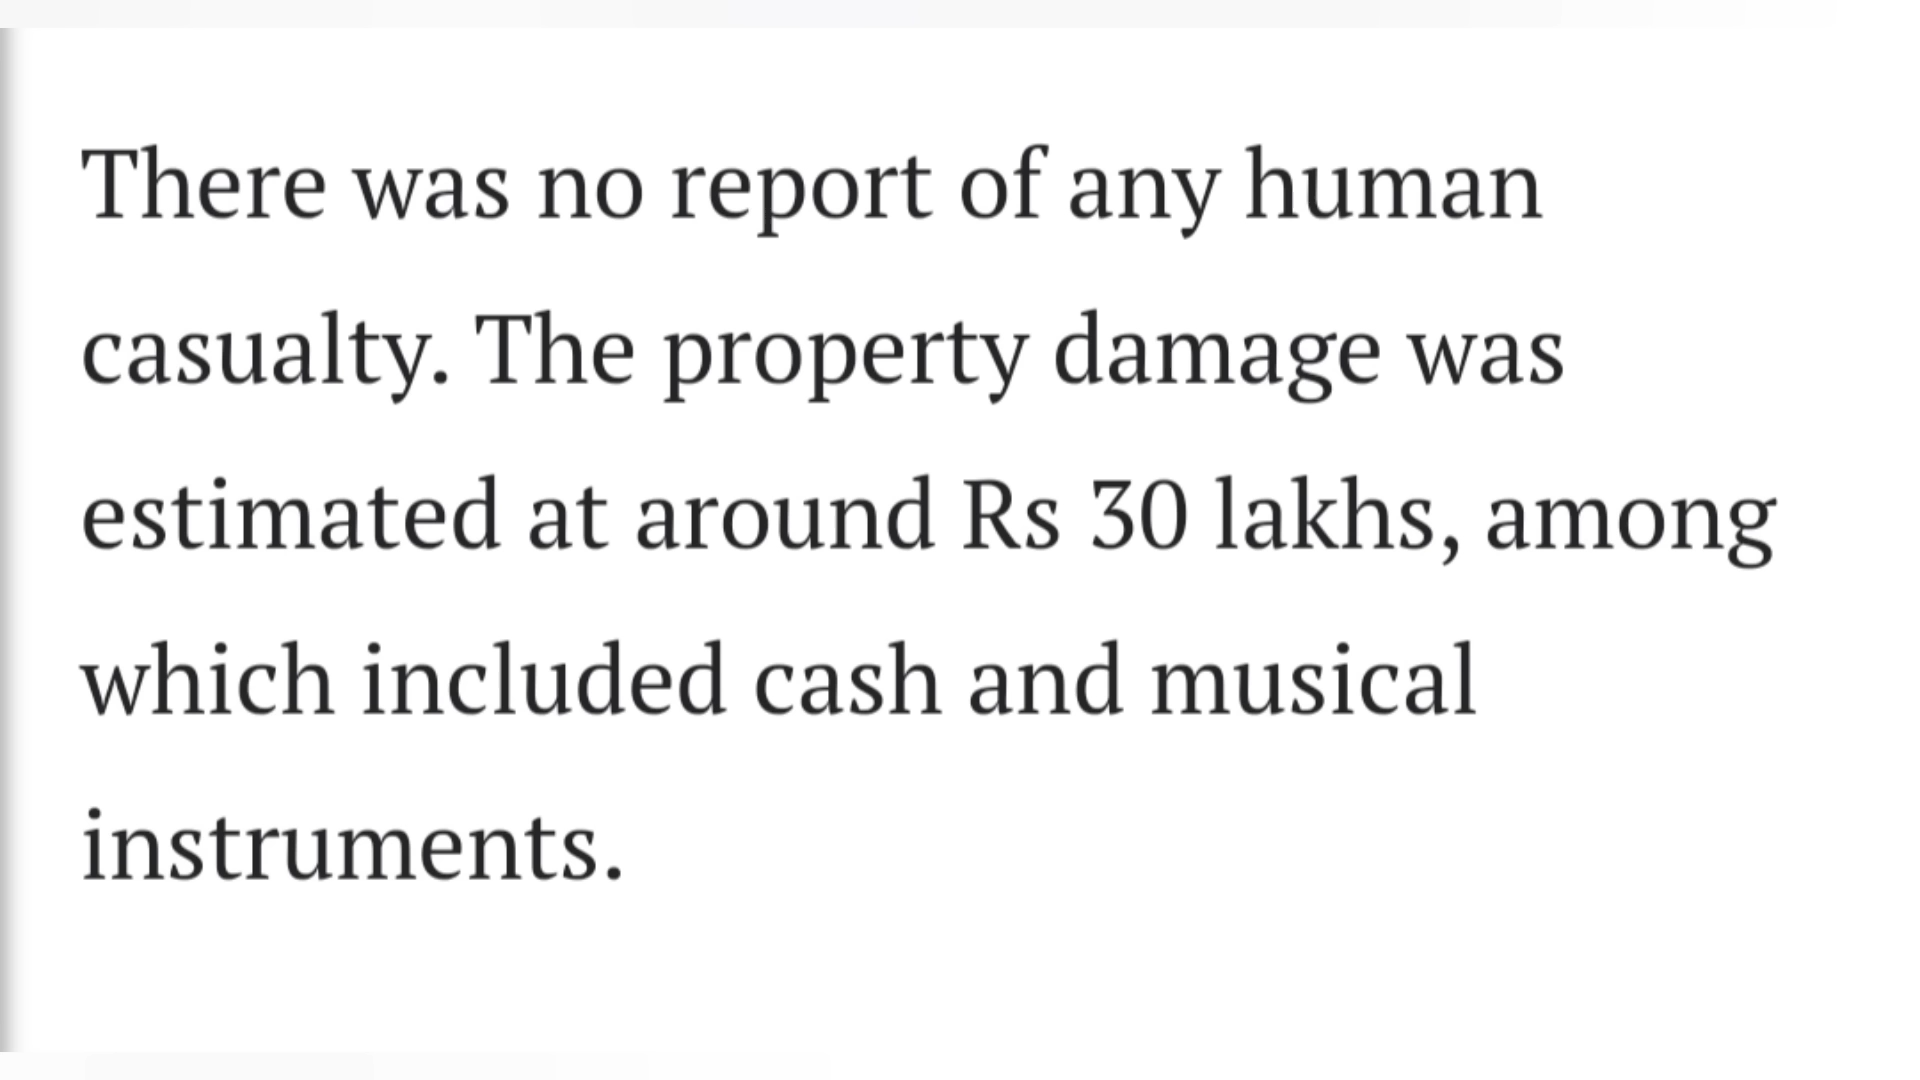 There was no report of any human
casualty. The property damage was
estimated at around Rs 30 lakhs, among
which included cash and musical
instruments.